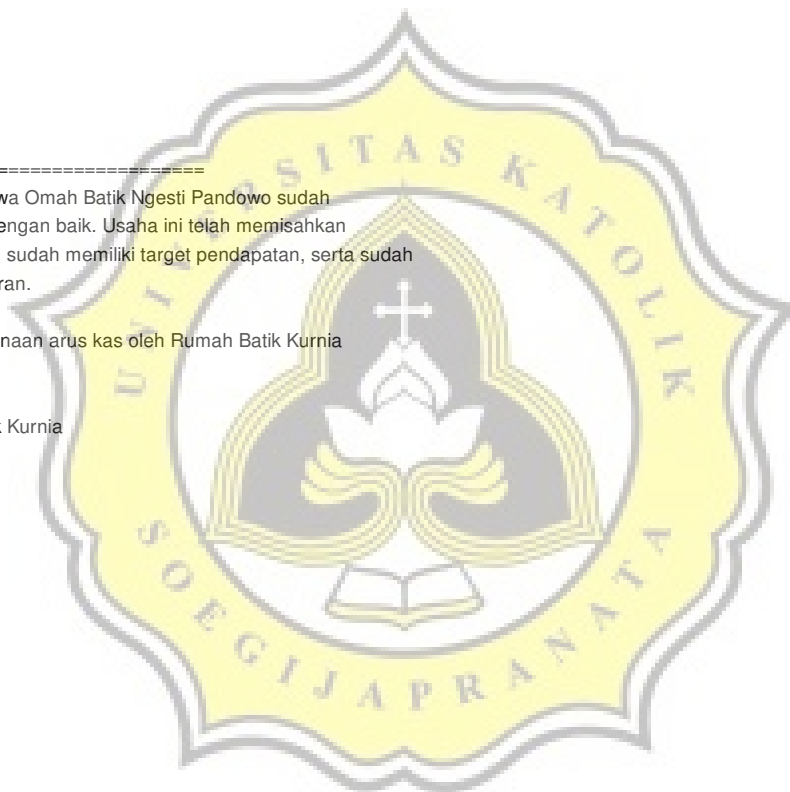 ===================
wa Omah Batik Ngesti Pandowo sudah
engan baik. Usaha ini telah memisahkan
sudah memiliki target pendapatan, serta sudah
ran.
naan arus kas oleh Rumah Batik Kurnia
k Kurnia
UNIVERSITAS KATOLIK
SOEGIJAPRANATA